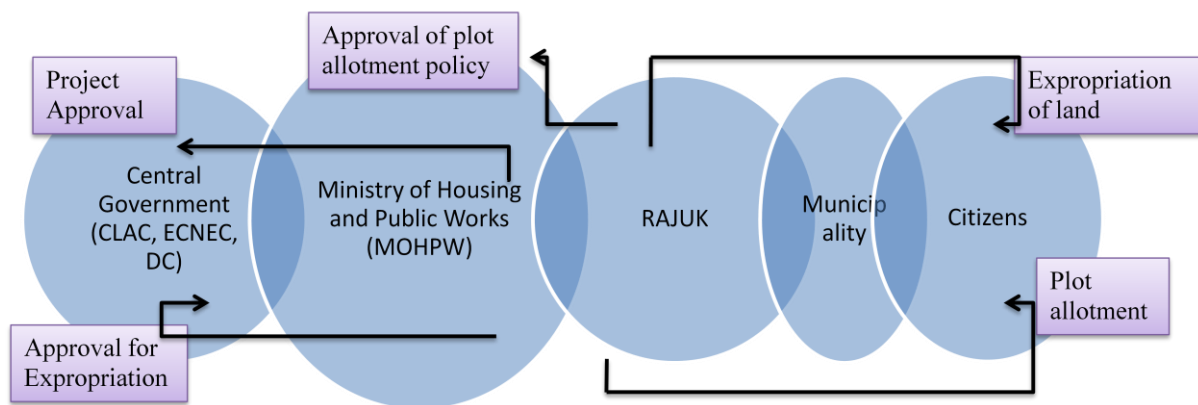 Project
Approval
Approval of plot
allotment policy
Expropriation
of land
Central
Government
(CLAC, ECNEC,
DC)
Ministry of Housing
and Public Works
(MOHPW)
RAJUK
Municip
ality
Citizens
Approval for
Expropriation
Plot
allotment